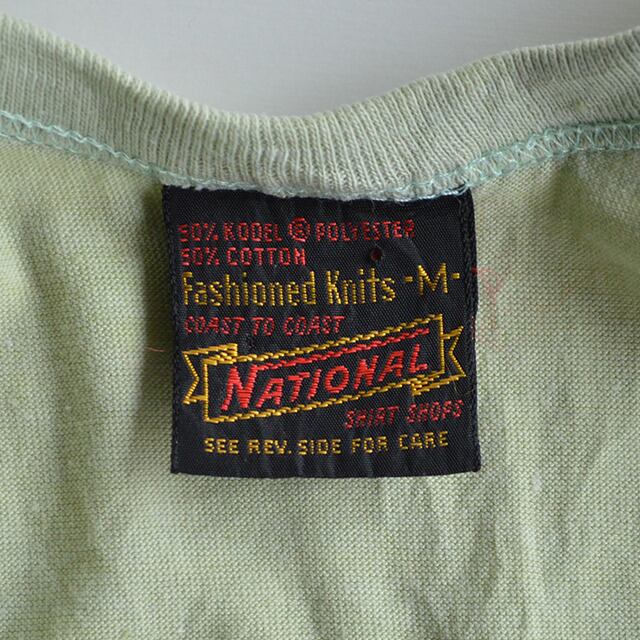 50% KODEL ® POLYESTER
50% COTTON
Fashioned Knits -M-
COAST TO COAST
NATIONAL
SHIRT SHOPS
SEE REV. SIDE FOR CARE